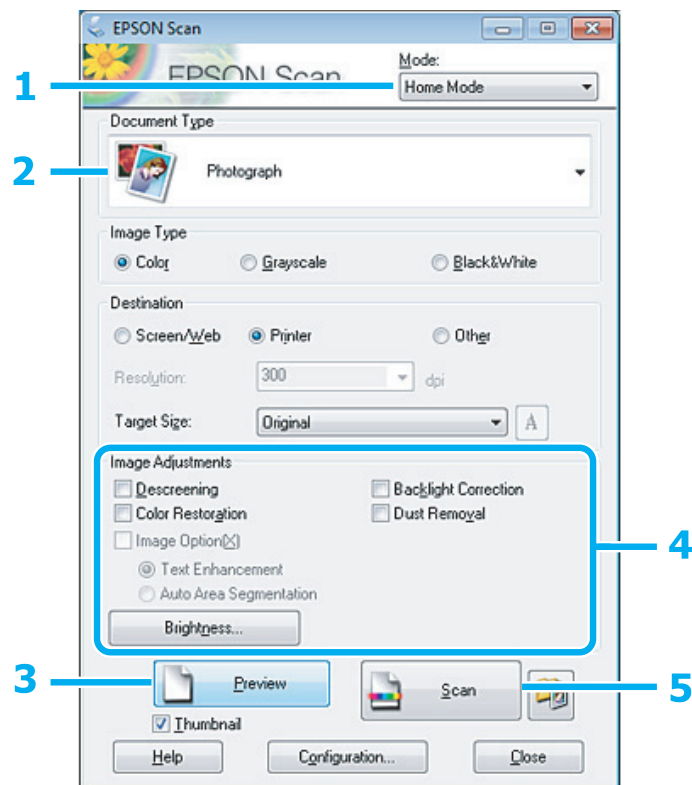 EPSON Scan
EPSON Scan
Mode:
1
Home Mode
Document Type
2
Photograph
Image Type
Color
Grayscale
Black&White
Destination
Screen/Web
Printer
Other
Resolution:
300
dpi
Target Size:
Original
A
Image Adjustments
Descreening
Backlight Correction
Color Restoration
Dust Removal
Image Option(X)
4
Text Enhancement
Auto Area Segmentation
Brightness...
3
Preview
Scan
5
Thumbnail
Help
Configuration...
Close